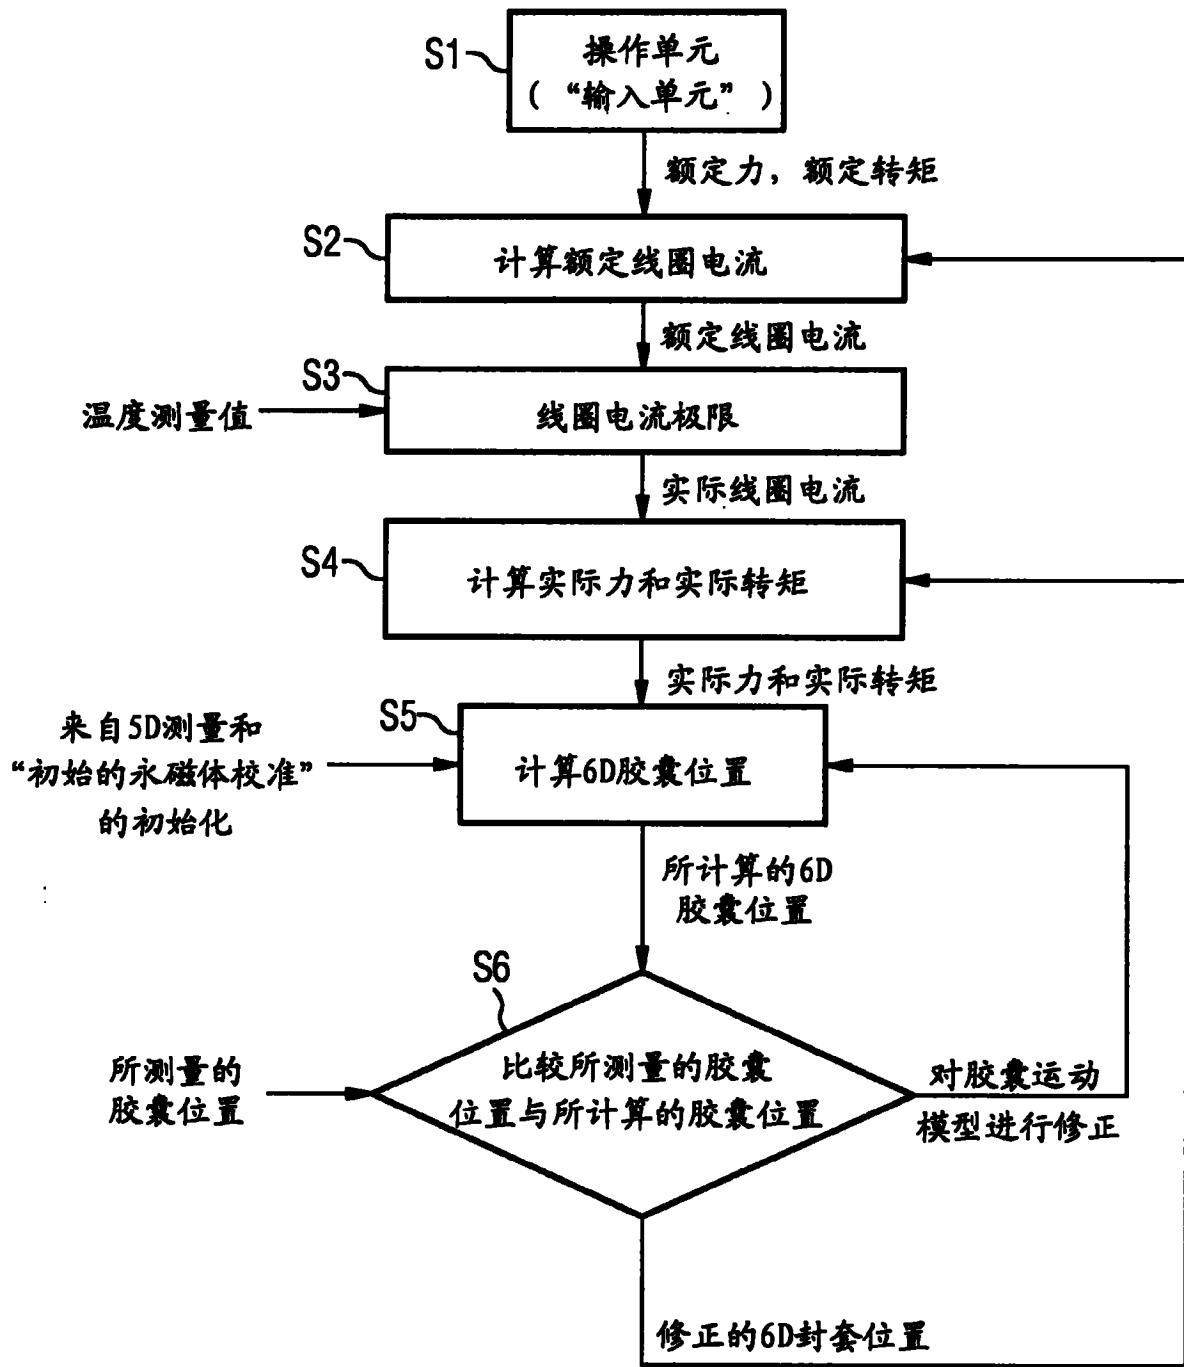 S1
操作单元
( “输入单元” )
额定力, 额定转矩
S2
计算额定线圈电流
额定线圈电流
S3
温度测量值
线圈电流极限
实际线圈电流
S4
计算实际力和实际转矩
实际力和实际转矩
S5
来自5D测量和
“初始的永磁体校准”
的初始化
计算6D胶囊位置
所计算的6D
胶囊位置
S6
所测量的
胶囊位置
比较所测量的胶囊
位置与所计算的胶囊位置
对胶囊运动
模型进行修正
修正的6D封套位置